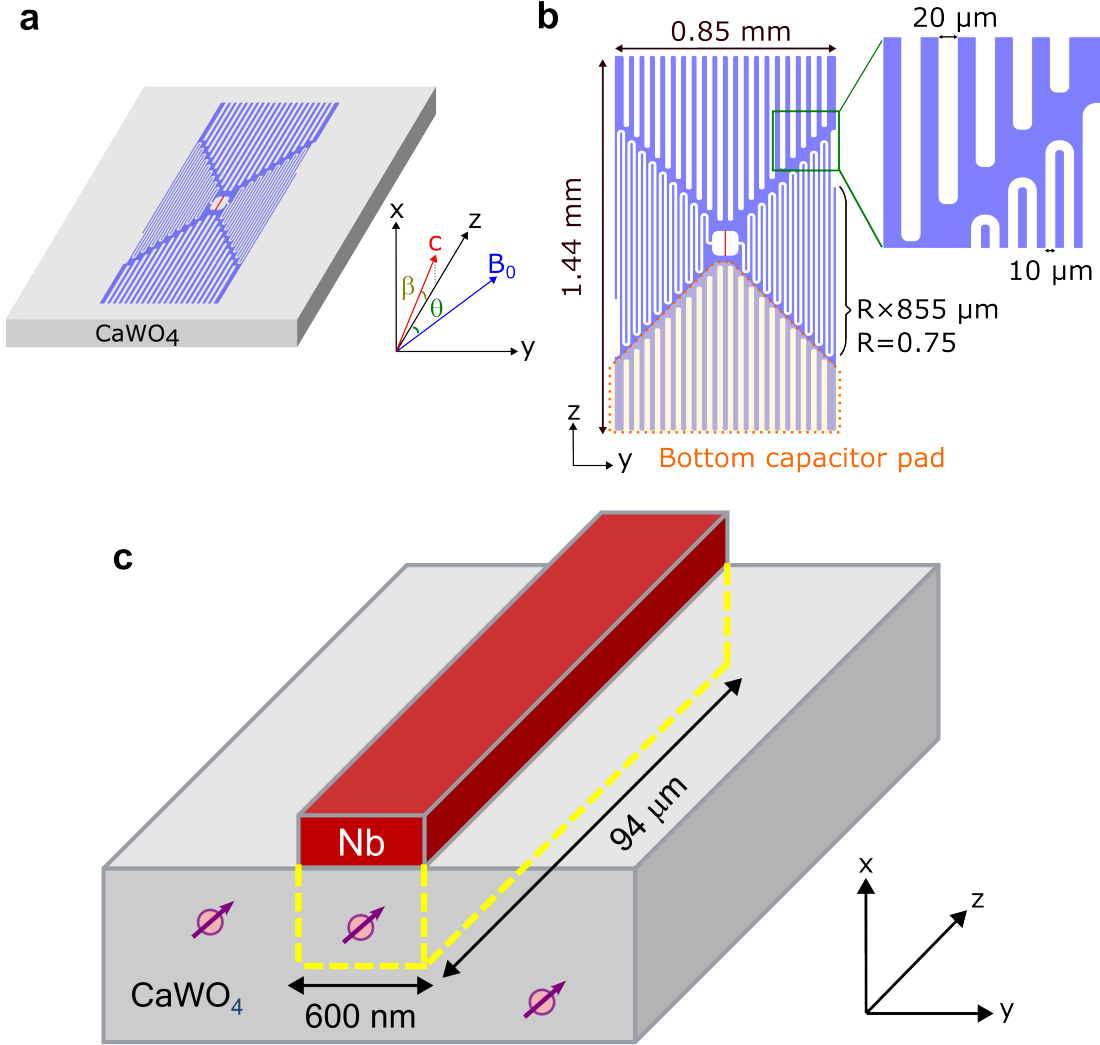 a
CaWO4
x
c
z
B0
β
θ
y
b
0.85 mm
1.44 mm
20 µm
10 µm
R×855 µm
R=0.75
z
y
Bottom capacitor pad
c
Nb
94 µm
CaWO4
600 nm
x
z
y